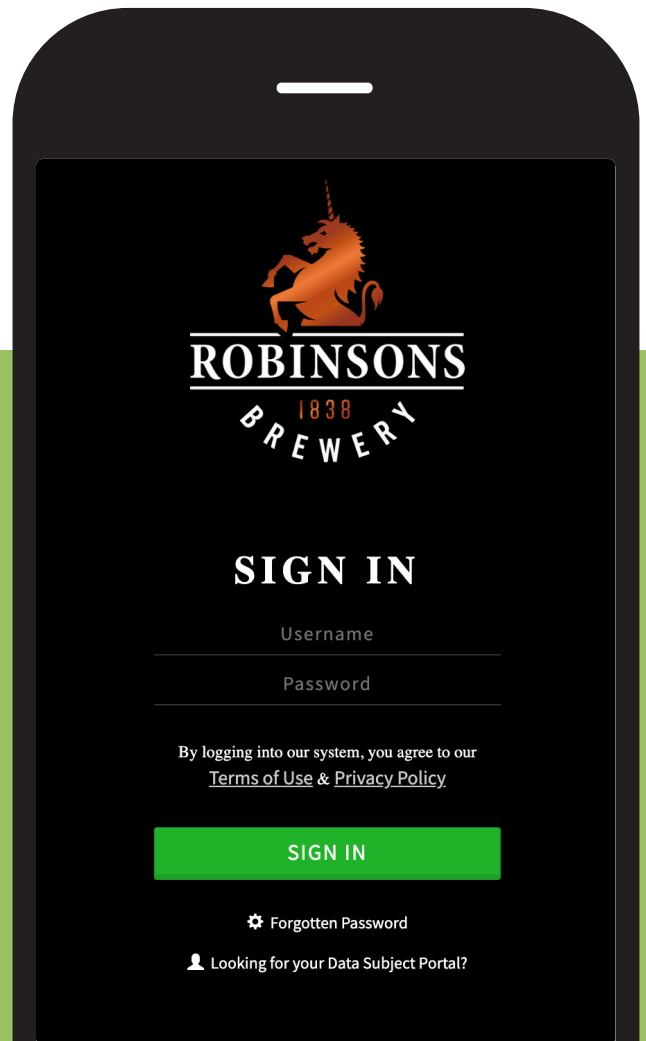 ROBINSONS
1838
BREWERY
SIGN IN
Username
Password
By logging into our system, you agree to our
Terms of Use & Privacy Policy
SIGN IN
Forgotten Password
Looking for your Data Subject Portal?